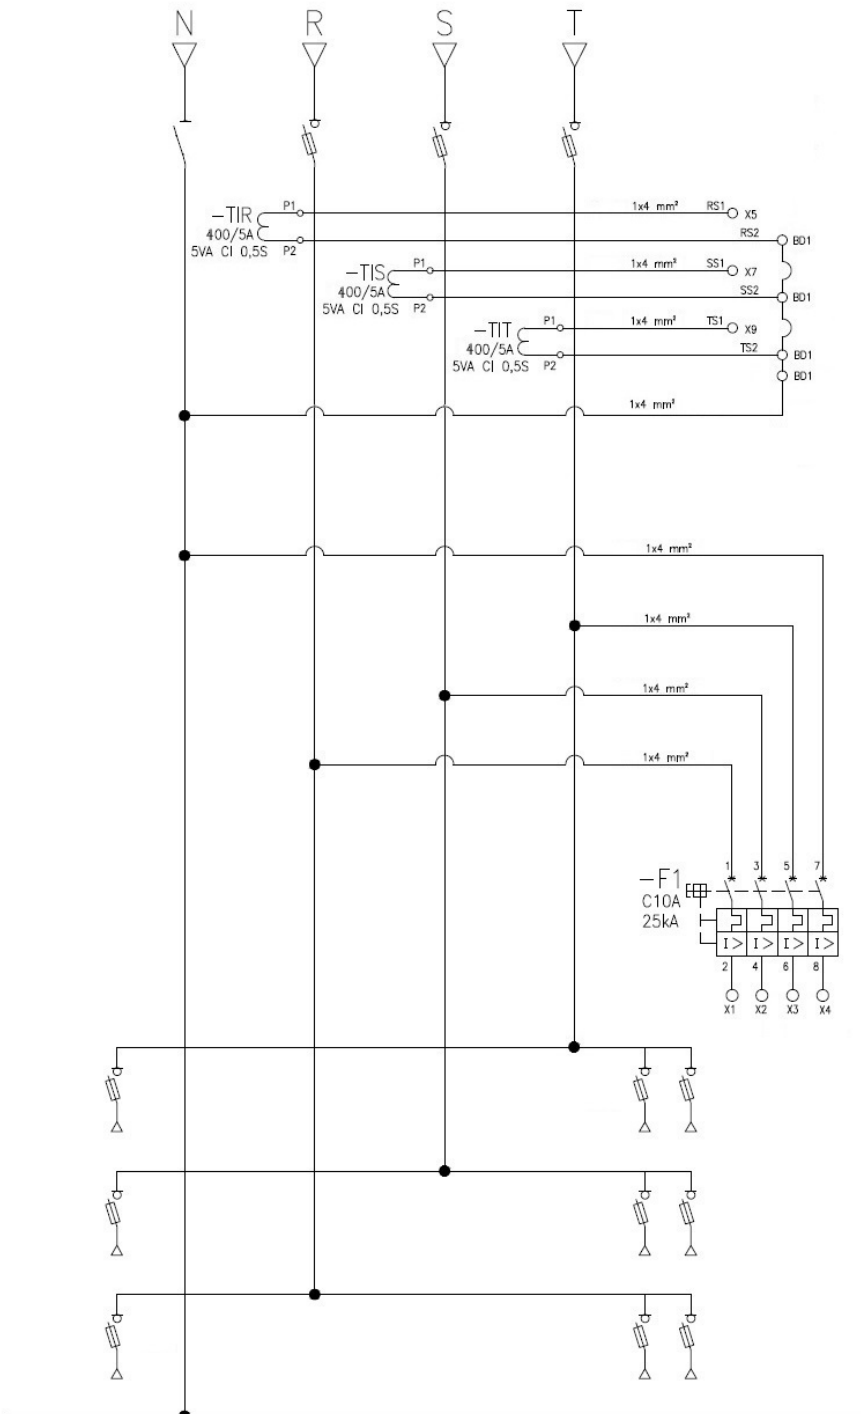 N R S T
P1 1x4 mm² RS1 X5
-TIR
400/5A
5VA Cl 0,5S P2 RS2 BD1
P1 1x4 mm² SS1 X7
-TIS
400/5A
5VA Cl 0,5S P2 SS2 BD1
P1 1x4 mm² TS1 X9
-TIT
400/5A TS2 BD1
5VA Cl 0,5S P2
BD1
1x4 mm²
1x4 mm²
1x4 mm²
1x4 mm²
1x4 mm²
1 3 5 7
-F1
C10A
25kA
I> I> I> I>
2 4 6 8
X1 X2 X3 X4